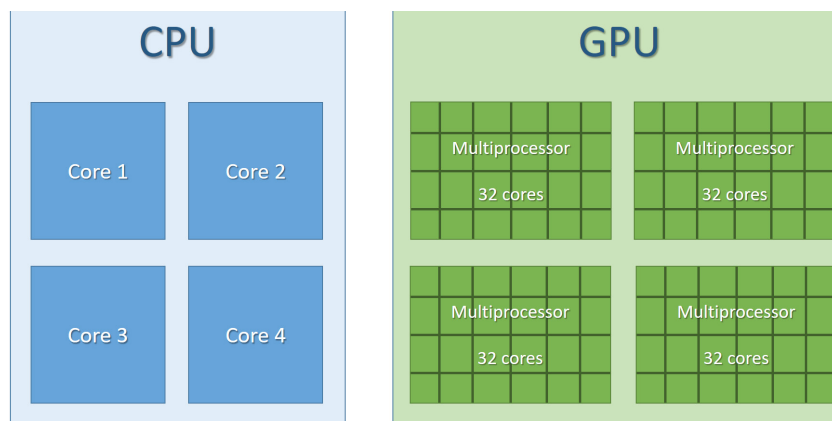 CPU
Core 1
Core 2
Core 3
Core 4
GPU
Multiprocessor
32 cores
Multiprocessor
32 cores
Multiprocessor
32 cores
Multiprocessor
32 cores